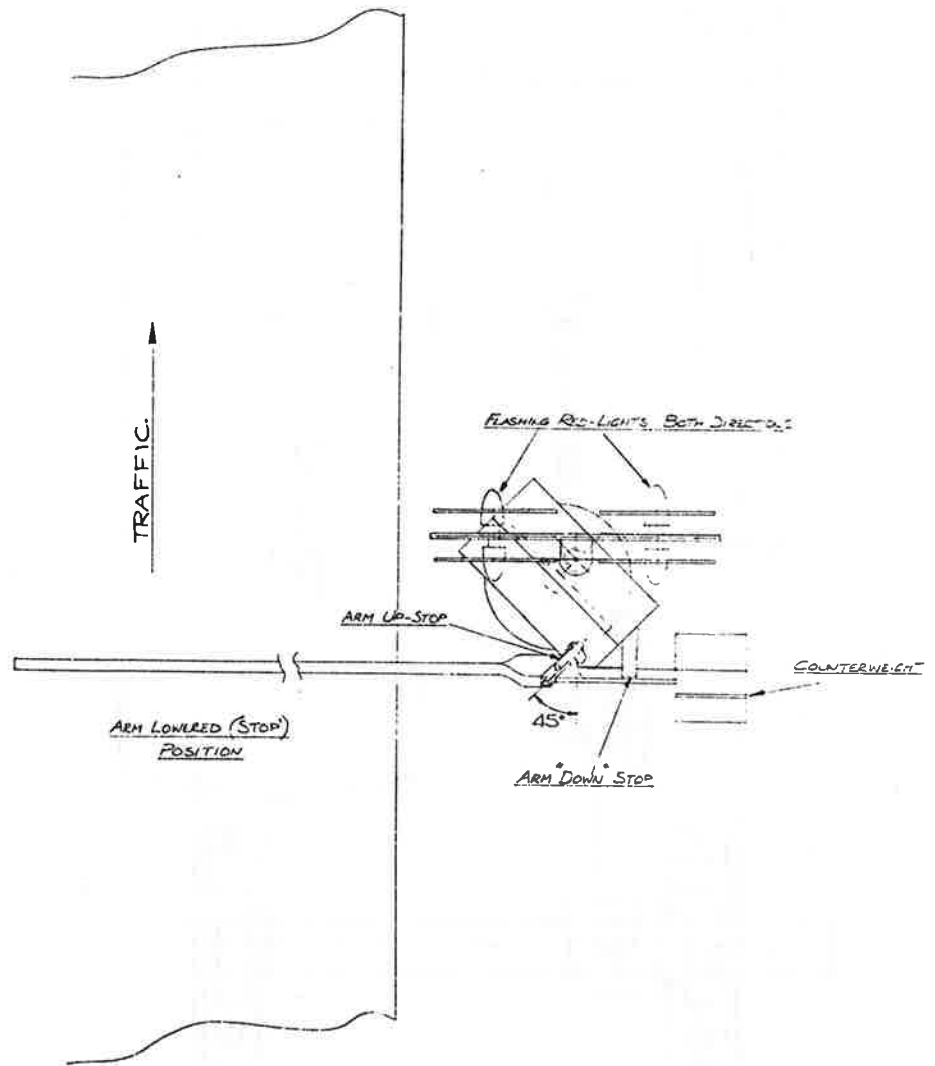 FLASHING RED-LIGHTS BOTH DIRECTIONS
TRAFFIC.
ARM UP-STOP
COUNTERWEIGHT
ARM LOWERED (STOP)
POSITION
45°
ARM "DOWN" STOP